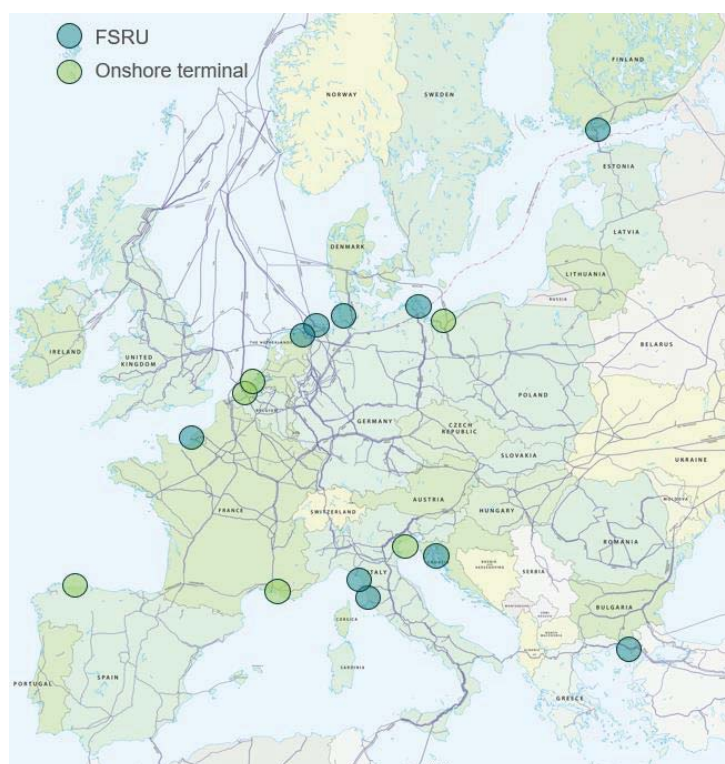 FSRU
Onshore terminal
FINLAND
NORWAY
SWEDEN
ESTONIA
LATVIA
DENMARK
LITHUANIA
RUSSIA
IRELAND
UNITED
KINGDOM
THE NETHERLANDS
BELARUS
POLAND
BELGIUM
GERMANY
CZECH
REPUBLIC
UKRAINE
SLOVAKIA
MOLDOVA
AUSTRIA
FRANCE
SWITZERLAND
HUNGARY
ROMANIA
SERBIA
ITALY
BULGARIA
CORSICA
SARDINIA
PORTUGAL
SPAIN
GREECE